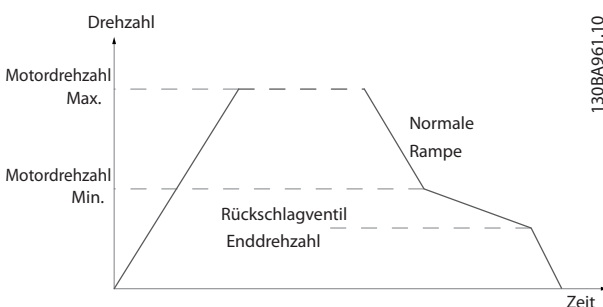 Drehzahl
130BA961.10
Motordrehzahl
Max.
Normale
Rampe
Motordrehzahl
Min.
Rückschlagventil
Enddrehzahl
Zeit